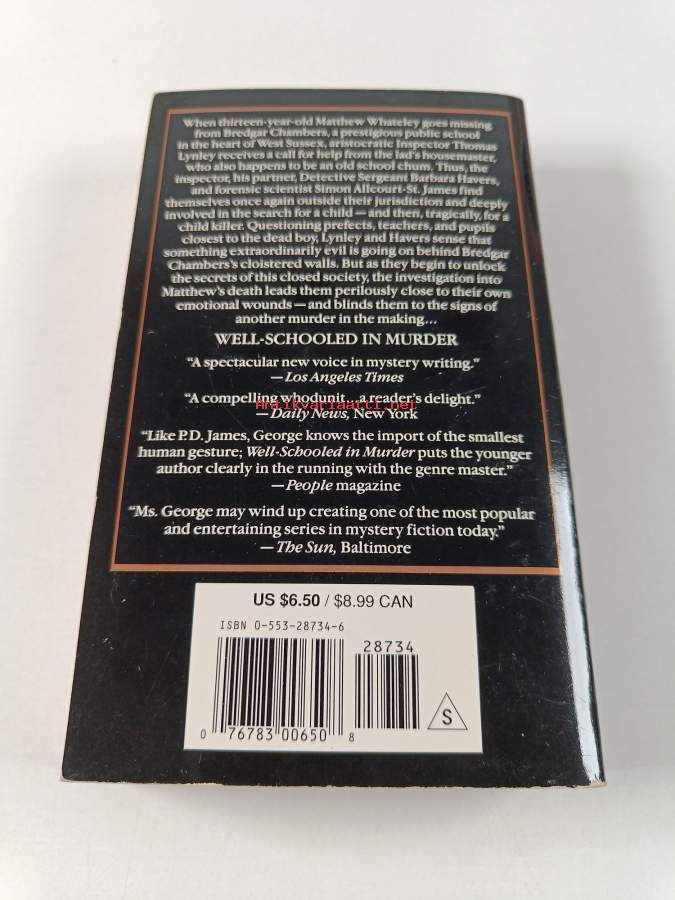 When thirteen-year-old Matthew Whateley goes missing
from Bredgar Chambers, a prestigious public school
in the heart of West Sussex, aristocratic Inspector Thomas
Lynley receives a call for help from the lad's housemaster,
who also happens to be an old school chum. Thus, the
inspector, his partner, Detective Sergeant Barbara Havers,
and forensic scientist Simon Allcourt-St. James find
themselves once again outside their jurisdiction and deeply
involved in the search for a child—and then, tragically, for a
child killer. Questioning prefects, teachers, and pupils
closest to the dead boy, Lynley and Havers sense that
something extraordinarily evil is going on behind Bredgar
Chambers's cloistered walls. But as they begin to unlock
the secrets of this closed society, the investigation into
Matthew's death leads them perilously close to their own
emotional wounds—and blinds them to the signs of
another murder in the making...
WELL-SCHOOLED IN MURDER
"A spectacular new voice in mystery writing."
—Los Angeles Times
"A compelling whodunit...a reader's delight."
Antikvariaatti.net
—Daily News, New York
"Like P.D. James, George knows the import of the smallest
human gesture; Well-Schooled in Murder puts the younger
author clearly in the running with the genre master."
—People magazine
"Ms. George may wind up creating one of the most popular
and entertaining series in mystery fiction today."
—The Sun, Baltimore
US $6.50 / $8.99 CAN
ISBN 0-553-28734-6
28734
0 76783 00650 8
S